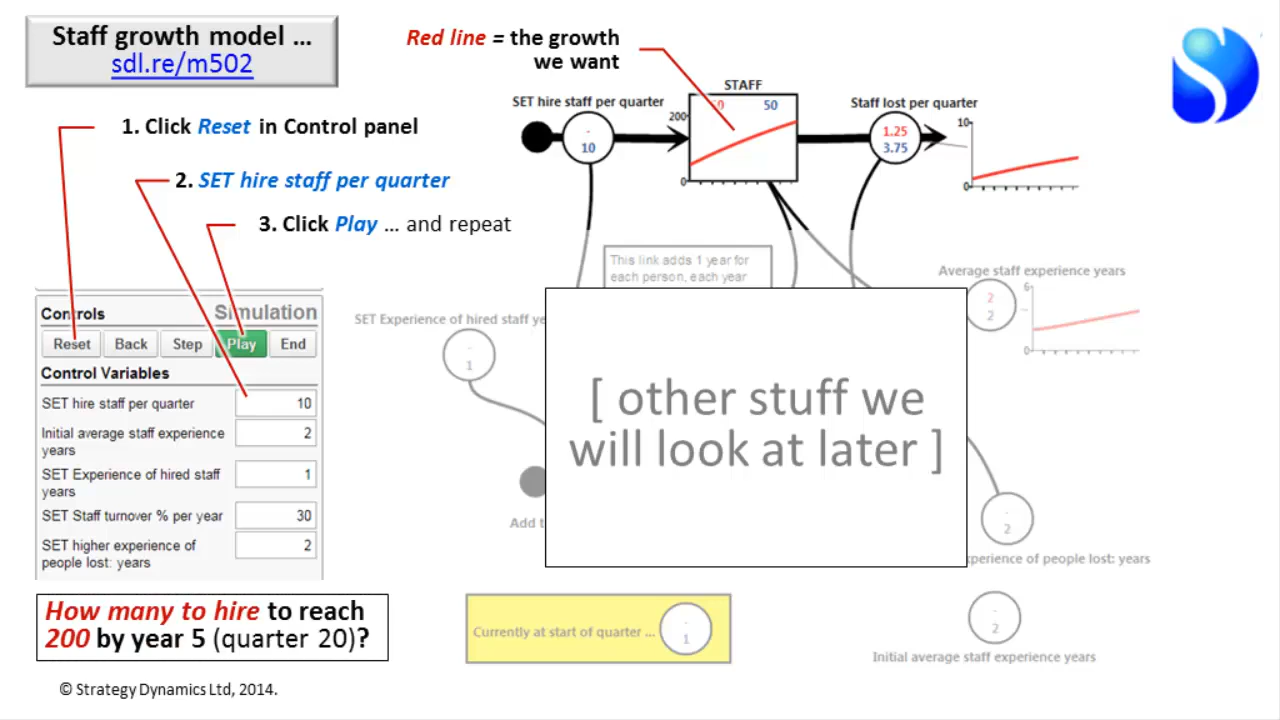 Staff growth model ...
sdl.re/m502
Red line = the growth
we want
1. Click Reset in Control panel
2. SET hire staff per quarter
3. Click Play ... and repeat
SET hire staff per quarter
-
10
STAFF
50
200
0
Staff lost per quarter
1.25
3.75
10
0
This link adds 1 year for
each person, each year
Average staff experience years
2
2
6
0
SET Experience of hired staff ye
-
1
[ other stuff we
will look at later ]
Add t
-
2
xperience of people lost: years
Controls
Simulation
Reset
Back
Step
Play
End
Control Variables
SET hire staff per quarter 10
Initial average staff experience
years 2
SET Experience of hired staff
years 1
SET Staff turnover % per year 30
SET higher experience of
people lost: years 2
How many to hire to reach
200 by year 5 (quarter 20)?
Currently at start of quarter ...
-
1
-
2
Initial average staff experience years
© Strategy Dynamics Ltd, 2014.